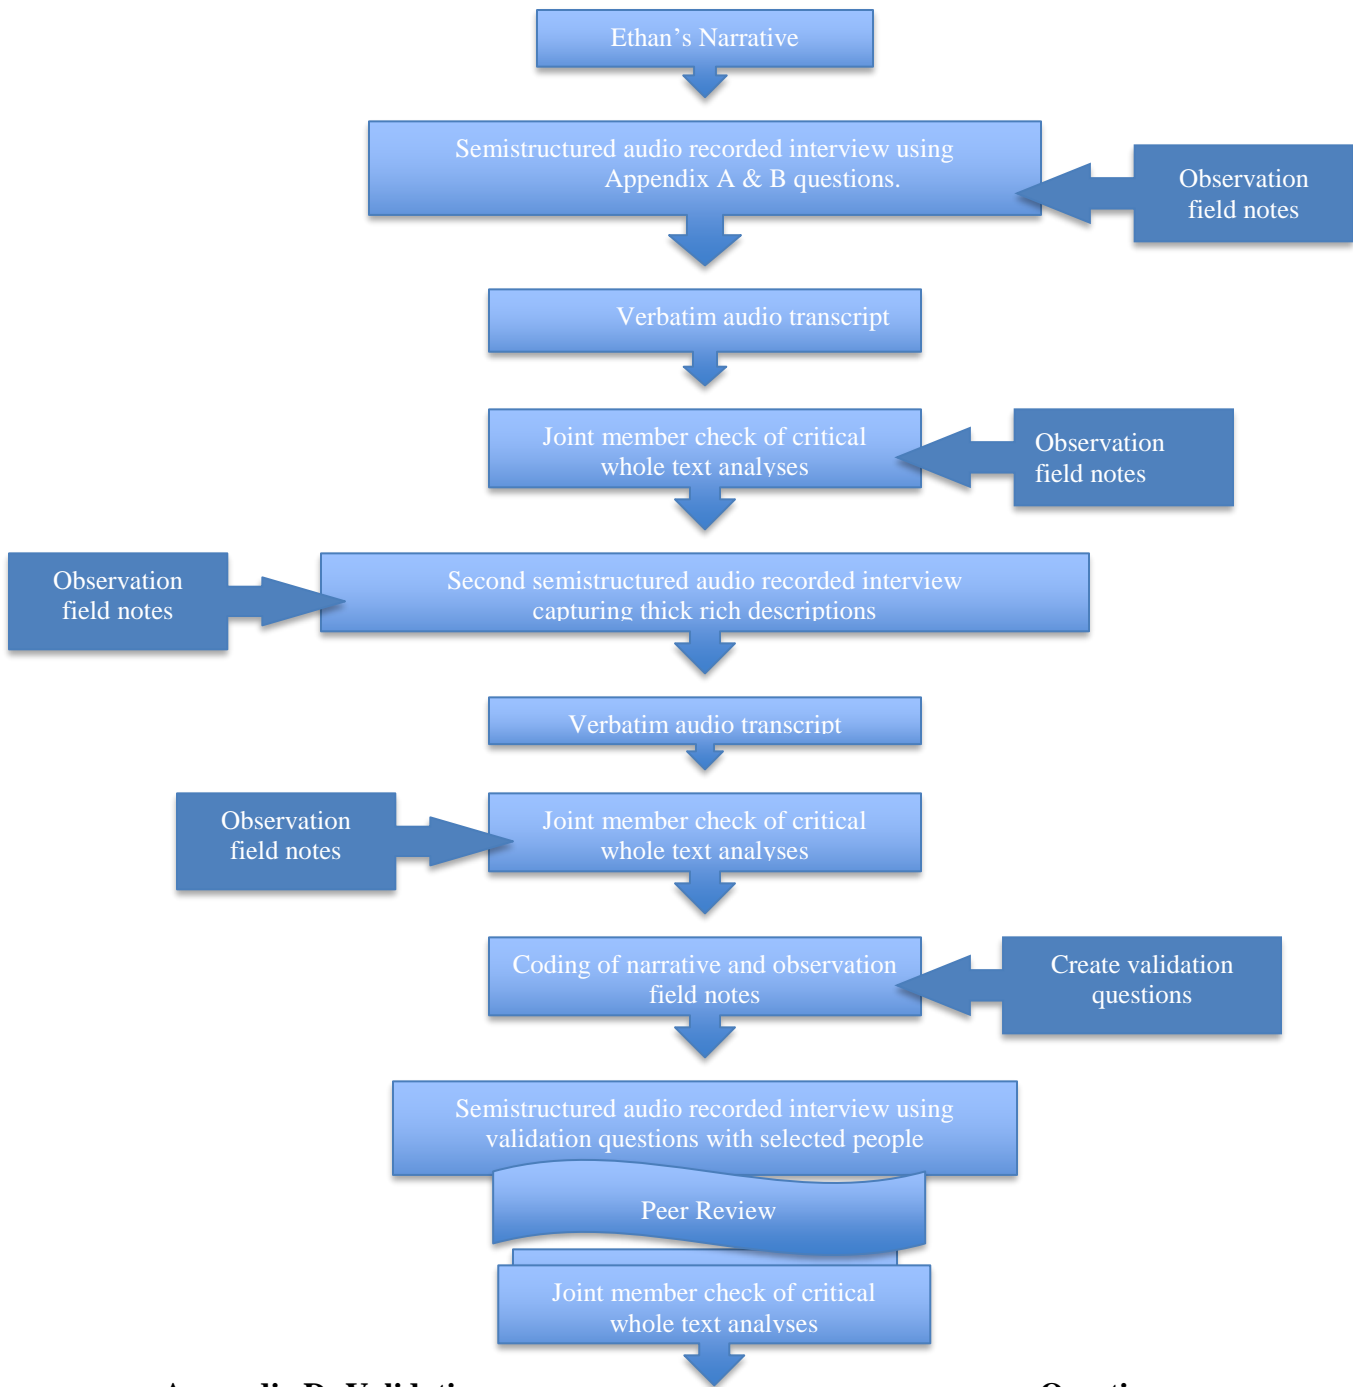 Ethan’s Narrative
Semistructured audio recorded interview using
Appendix A & B questions.
Observation
field notes
Verbatim audio transcript
Joint member check of critical
whole text analyses
Observation
field notes
Observation
field notes
Second semistructured audio recorded interview
capturing thick rich descriptions
Verbatim audio transcript
Observation
field notes
Joint member check of critical
whole text analyses
Coding of narrative and observation
field notes
Create validation
questions
Semistructured audio recorded interview using
validation questions with selected people
Peer Review
Joint member check of critical
whole text analyses